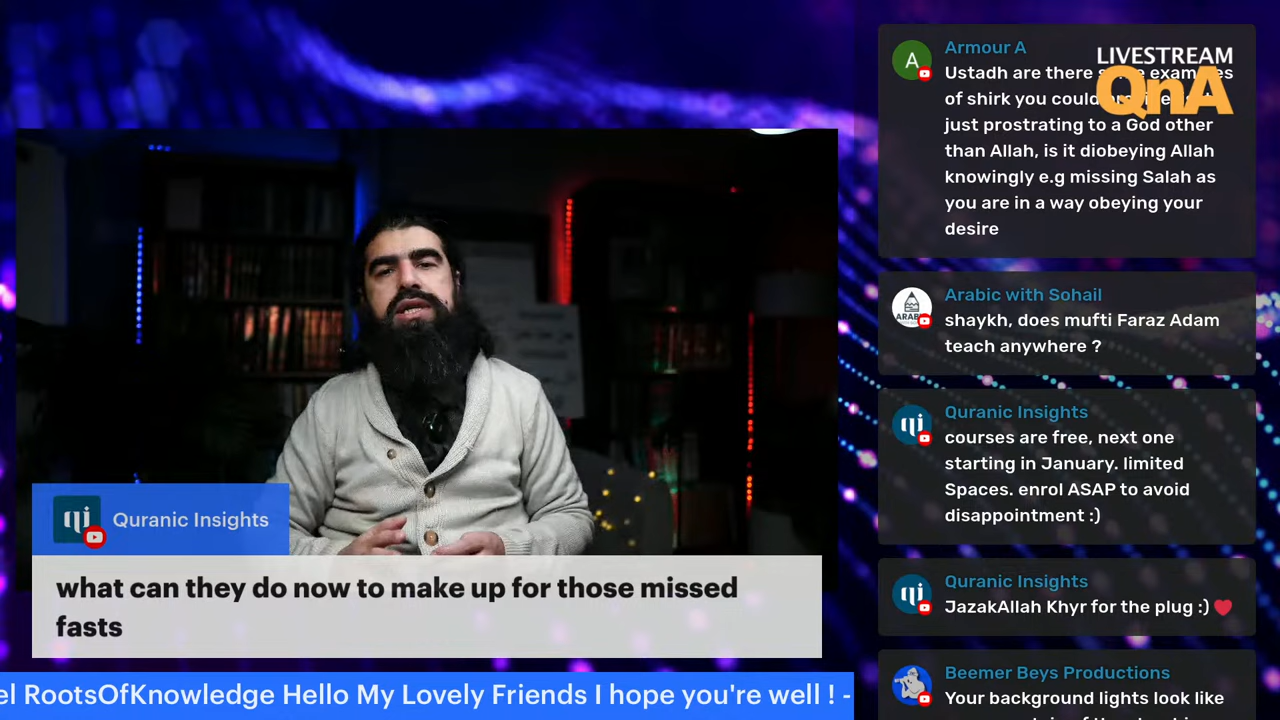 Armour A
LIVESTREAM
QnA
Ustadh are there
of shirk you could
just prostrating to a God other
than Allah, is it diobeying Allah
knowingly e.g missing Salah as
you are in a way obeying your
desire
Arabic with Sohail
shaykh, does mufti Faraz Adam
teach anywhere ?
Quranic Insights
courses are free, next one
starting in January. limited
Spaces. enrol ASAP to avoid
disappointment :)
Quranic Insights
JazakAllah Khyr for the plug :) ❤️
Beemer Beys Productions
Your background lights look like
qi Quranic Insights
what can they do now to make up for those missed
fasts
el RootsOfKnowledge Hello My Lovely Friends I hope you're well ! -